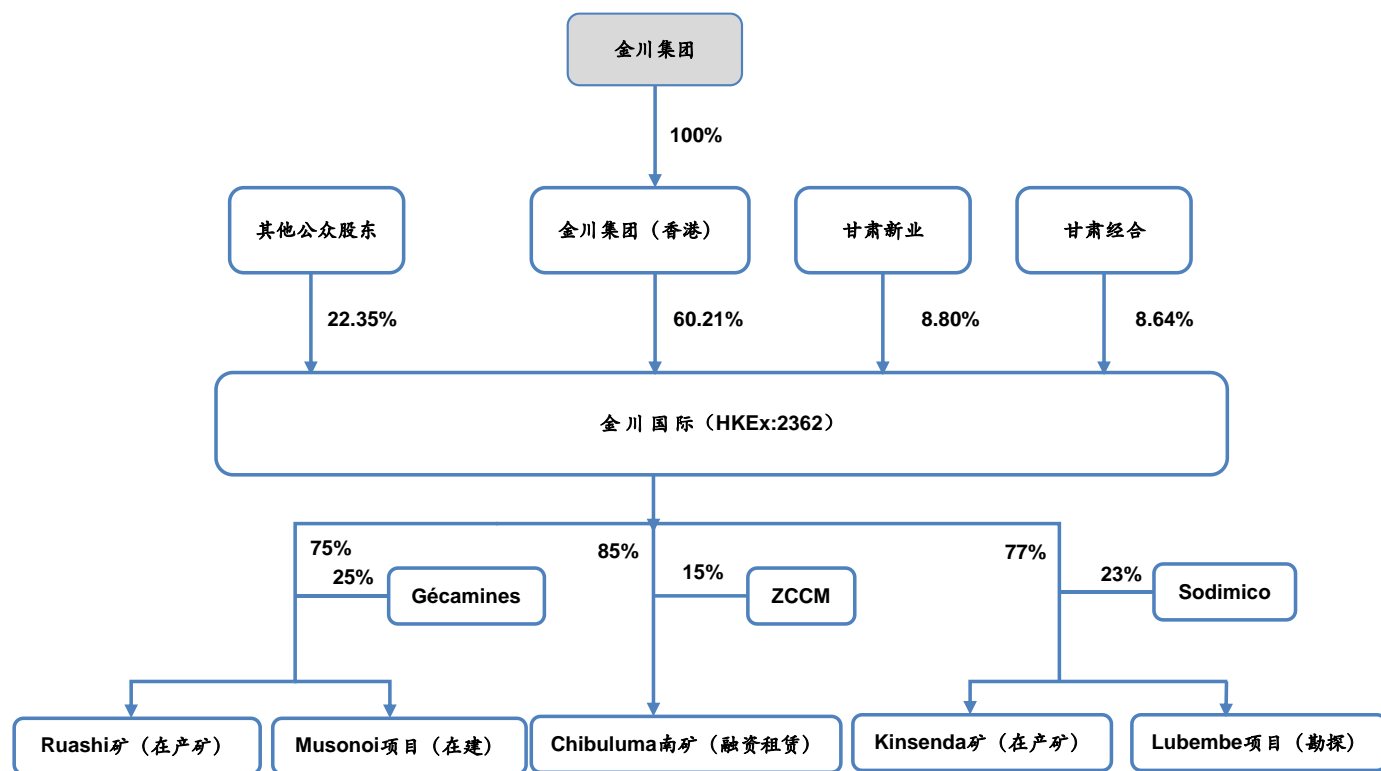 金川集团
100%
其他公众股东
金川集团（香港）
甘肃新业
甘肃经合
22.35%
60.21%
8.80%
8.64%
金川国际（HKEx:2362）
75%
85%
77%
25%
Gécamines
15%
ZCCM
23%
Sodimico
Ruashi矿（在产矿）
Musonoi项目（在建）
Chibuluma南矿（融资租赁）
Kinsenda矿（在产矿）
Lubembe项目（勘探）